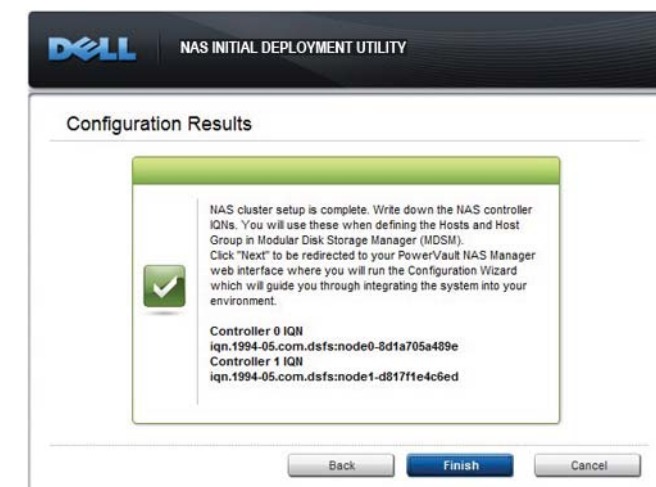 DELL
NAS INITIAL DEPLOYMENT UTILITY
Configuration Results
NAS cluster setup is complete. Write down the NAS controller
IQNs. You will use these when defining the Hosts and Host
Group in Modular Disk Storage Manager (MDSM).
Click "Next" to be redirected to your PowerVault NAS Manager
web interface where you will run the Configuration Wizard
which will guide you through integrating the system into your
environment.
Controller 0 IQN
iqn.1994-05.com.dsfs:node0-8d1a705a489e
Controller 1 IQN
iqn.1994-05.com.dsfs:node1-d817f1e4c6ed
Back
Finish
Cancel